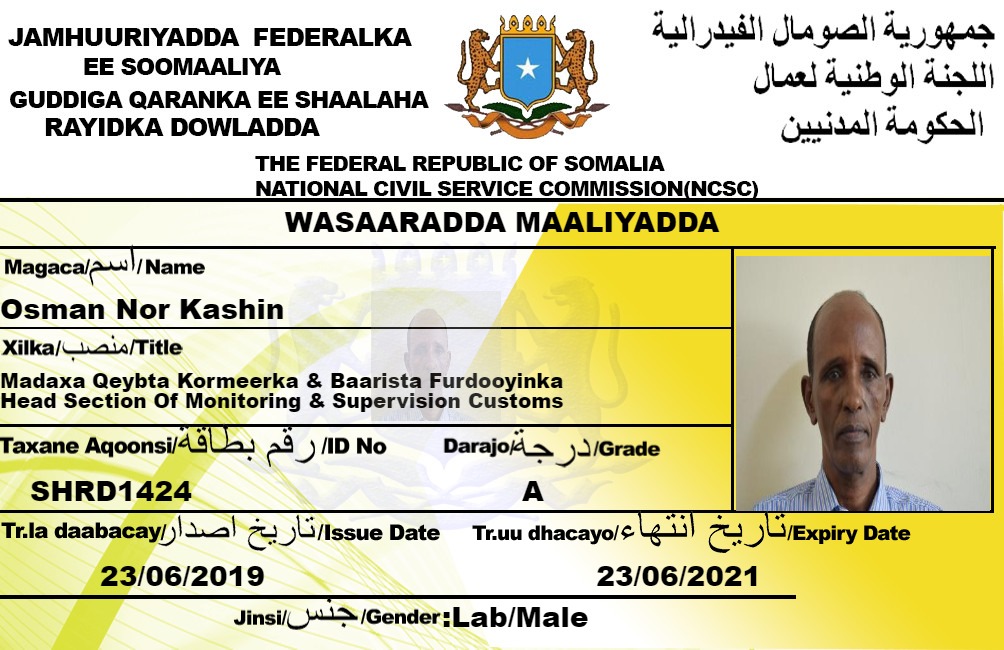 JAMHUURIYADDA FEDERALKA
EE SOOMAALIYA
GUDDIGA QARANKA EE SHAALAHA
RAYIDKA DOWLADDA
جمهورية الصومال الفيدرالية
اللجنة الوطنية لعمال
الحكومة المدنيين
THE FEDERAL REPUBLIC OF SOMALIA
NATIONAL CIVIL SERVICE COMMISSION(NCSC)
WASAARADDA MAALIYADDA
Magaca/اسم/Name
Osman Nor Kashin
Xilka/منصب/Title
Madaxa Qeybta Kormeerka & Baarista Furdooyinka
Head Section Of Monitoring & Supervision Customs
Taxane Aqoonsi/رقم بطاقة/ID No Darajo/درجة/Grade
SHRD1424 A
Tr.la daabacay/تاريخ اصدار/Issue Date Tr.uu dhacayo/تاريخ انتهاء/Expiry Date
23/06/2019 23/06/2021
Jinsi/جنس/Gender:Lab/Male